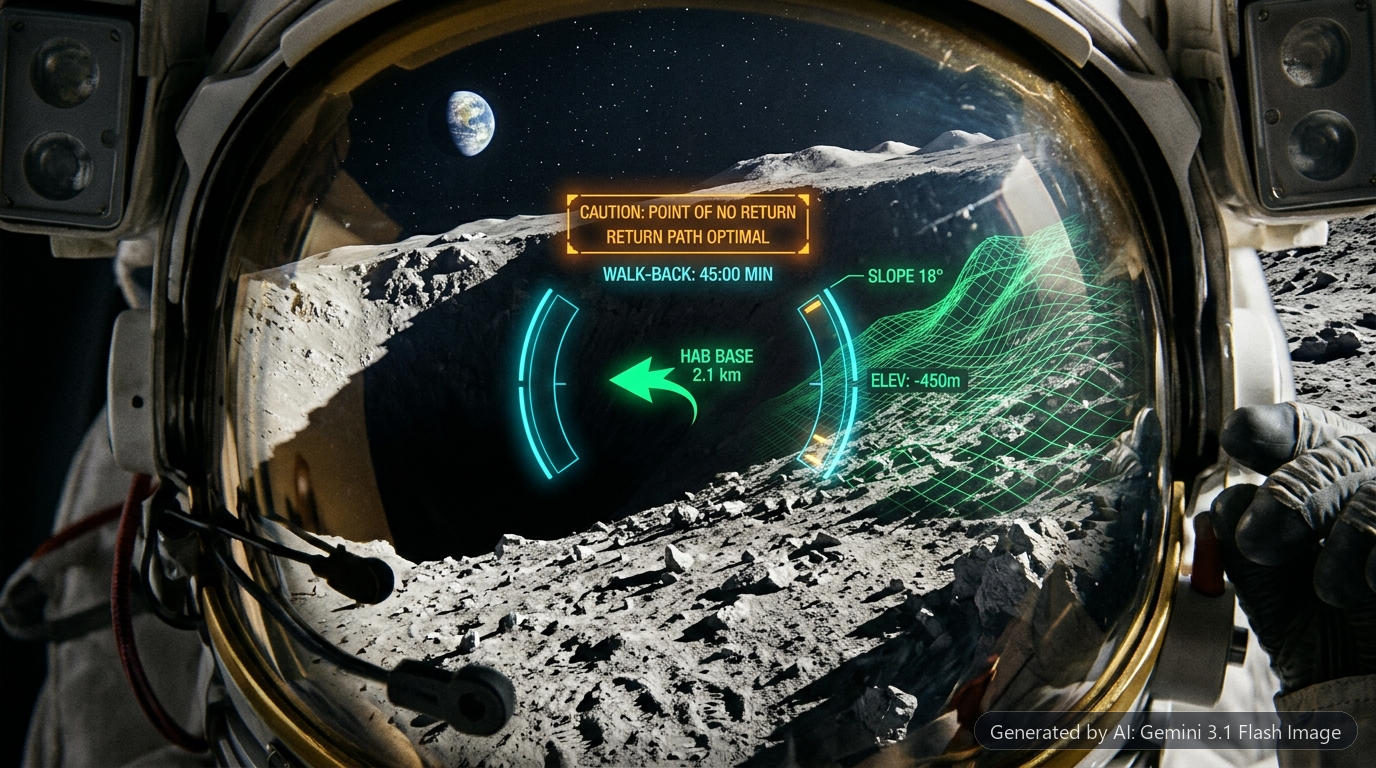 CAUTION: POINT OF NO RETURN
RETURN PATH OPTIMAL
WALK-BACK: 45:00 MIN
SLOPE 18°
HAB BASE
2.1 km
ELEV: -450m
Generated by AI: Gemini 3.1 Flash Image